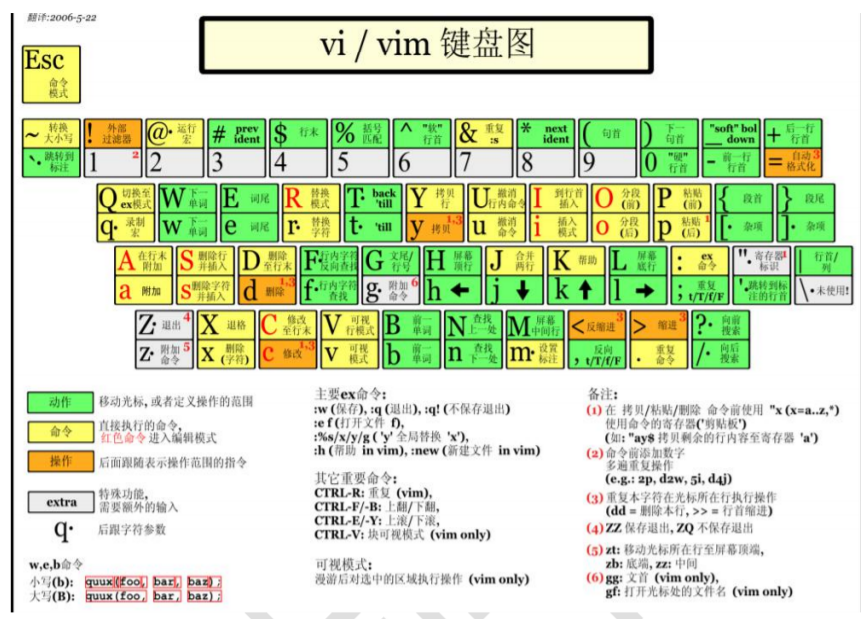 翻译:2006-5-22
vi / vim 键盘图
Esc
命令
模式
~ 转换
大小写
! 外部
过滤器
@· 运行
宏
# prev
ident
$ 行末
% 括号
匹配
^ "软"
行首
& 重复
:s
* next
ident
( 句首
) 下一
句首
"soft" bol
_ down
+ 后一行
行首
`· 跳转到
标注
1 2
2
3
4
5
6
7
8
9
0 "硬"
行首
- 前一行
行首
= 自动3
格式化
Q 切换至
ex模式
W 下一
单词
E 词尾
R 替换
模式
T· back
'till
Y 拷贝
行
U 撤消
行内命令
I 到行首
插入
O 分段
(前)
P 粘贴
(前)
{ 段首
} 段尾
q· 录制
宏
w 下一
单词
e 词尾
r· 替换
字符
t· 'till
y 拷贝 1,3
u 撤消
命令
i 插入
模式
o 分段
(后)
p 粘贴 1
(后)
[· 杂项
]· 杂项
A 在行末
附加
S 删除行
并插入
D 删除
至行末
F· 行内字符
反向查找
G 文尾/
行号
H 屏幕
顶行
J 合并
两行
K 帮助
L 屏幕
底行
: ex
命令
"· 寄存器1
标识
| 行首/
列
a 附加
s 删除字符
并插入
d 删除 1,3
f· 行内字符
查找
g· 附加 6
命令
h ←
j ↓
k ↑
l →
; 重复
t/T/f/F
'· 跳转到标
注的行首
\· 未使用!
Z· 退出 4
X 退格
C 修改
至行末
V 可视
行模式
B 前一
单词
N 查找
上一处
M 屏幕
中间行
< 反缩进 3
> 缩进 3
?· 向前
搜索
z· 附加 5
命令
x 删除
(字符)
c 修改 1,3
v 可视
模式
b 前一
单词
n 查找
下一处
m· 设置
标注
, 反向
t/T/f/F
. 重复
命令
/· 向后
搜索
动作 移动光标, 或者定义操作的范围
命令 直接执行的命令,
红色命令 进入编辑模式
操作 后面跟随表示操作范围的指令
extra 特殊功能,
需要额外的输入
q· 后跟字符参数
w,e,b命令
小写(b): quux(foo, bar, baz);
大写(B): quux(foo, bar, baz);
主要ex命令:
:w (保存), :q (退出), :q! (不保存退出)
:e f (打开文件 f),
:%s/x/y/g ( 'y' 全局替换 'x'),
:h (帮助 in vim), :new (新建文件 in vim)
其它重要命令:
CTRL-R: 重复 (vim),
CTRL-F/-B: 上翻/下翻,
CTRL-E/-Y: 上滚/下滚,
CTRL-V: 块可视模式 (vim only)
可视模式:
漫游后对选中的区域执行操作 (vim only)
备注:
(1) 在 拷贝/粘贴/删除 命令前使用 "x (x=a..z,*)
使用命令的寄存器('剪贴板')
(如: "ay$ 拷贝剩余的行内容至寄存器 'a')
(2) 命令前添加数字
多遍重复操作
(e.g.: 2p, d2w, 5i, d4j)
(3) 重复本字符在光标所在行执行操作
(dd = 删除本行, >> = 行首缩进)
(4) ZZ 保存退出, ZQ 不保存退出
(5) zt: 移动光标所在行至屏幕顶端,
zb: 底端, zz: 中间
(6) gg: 文首 (vim only),
gf: 打开光标处的文件名 (vim only)